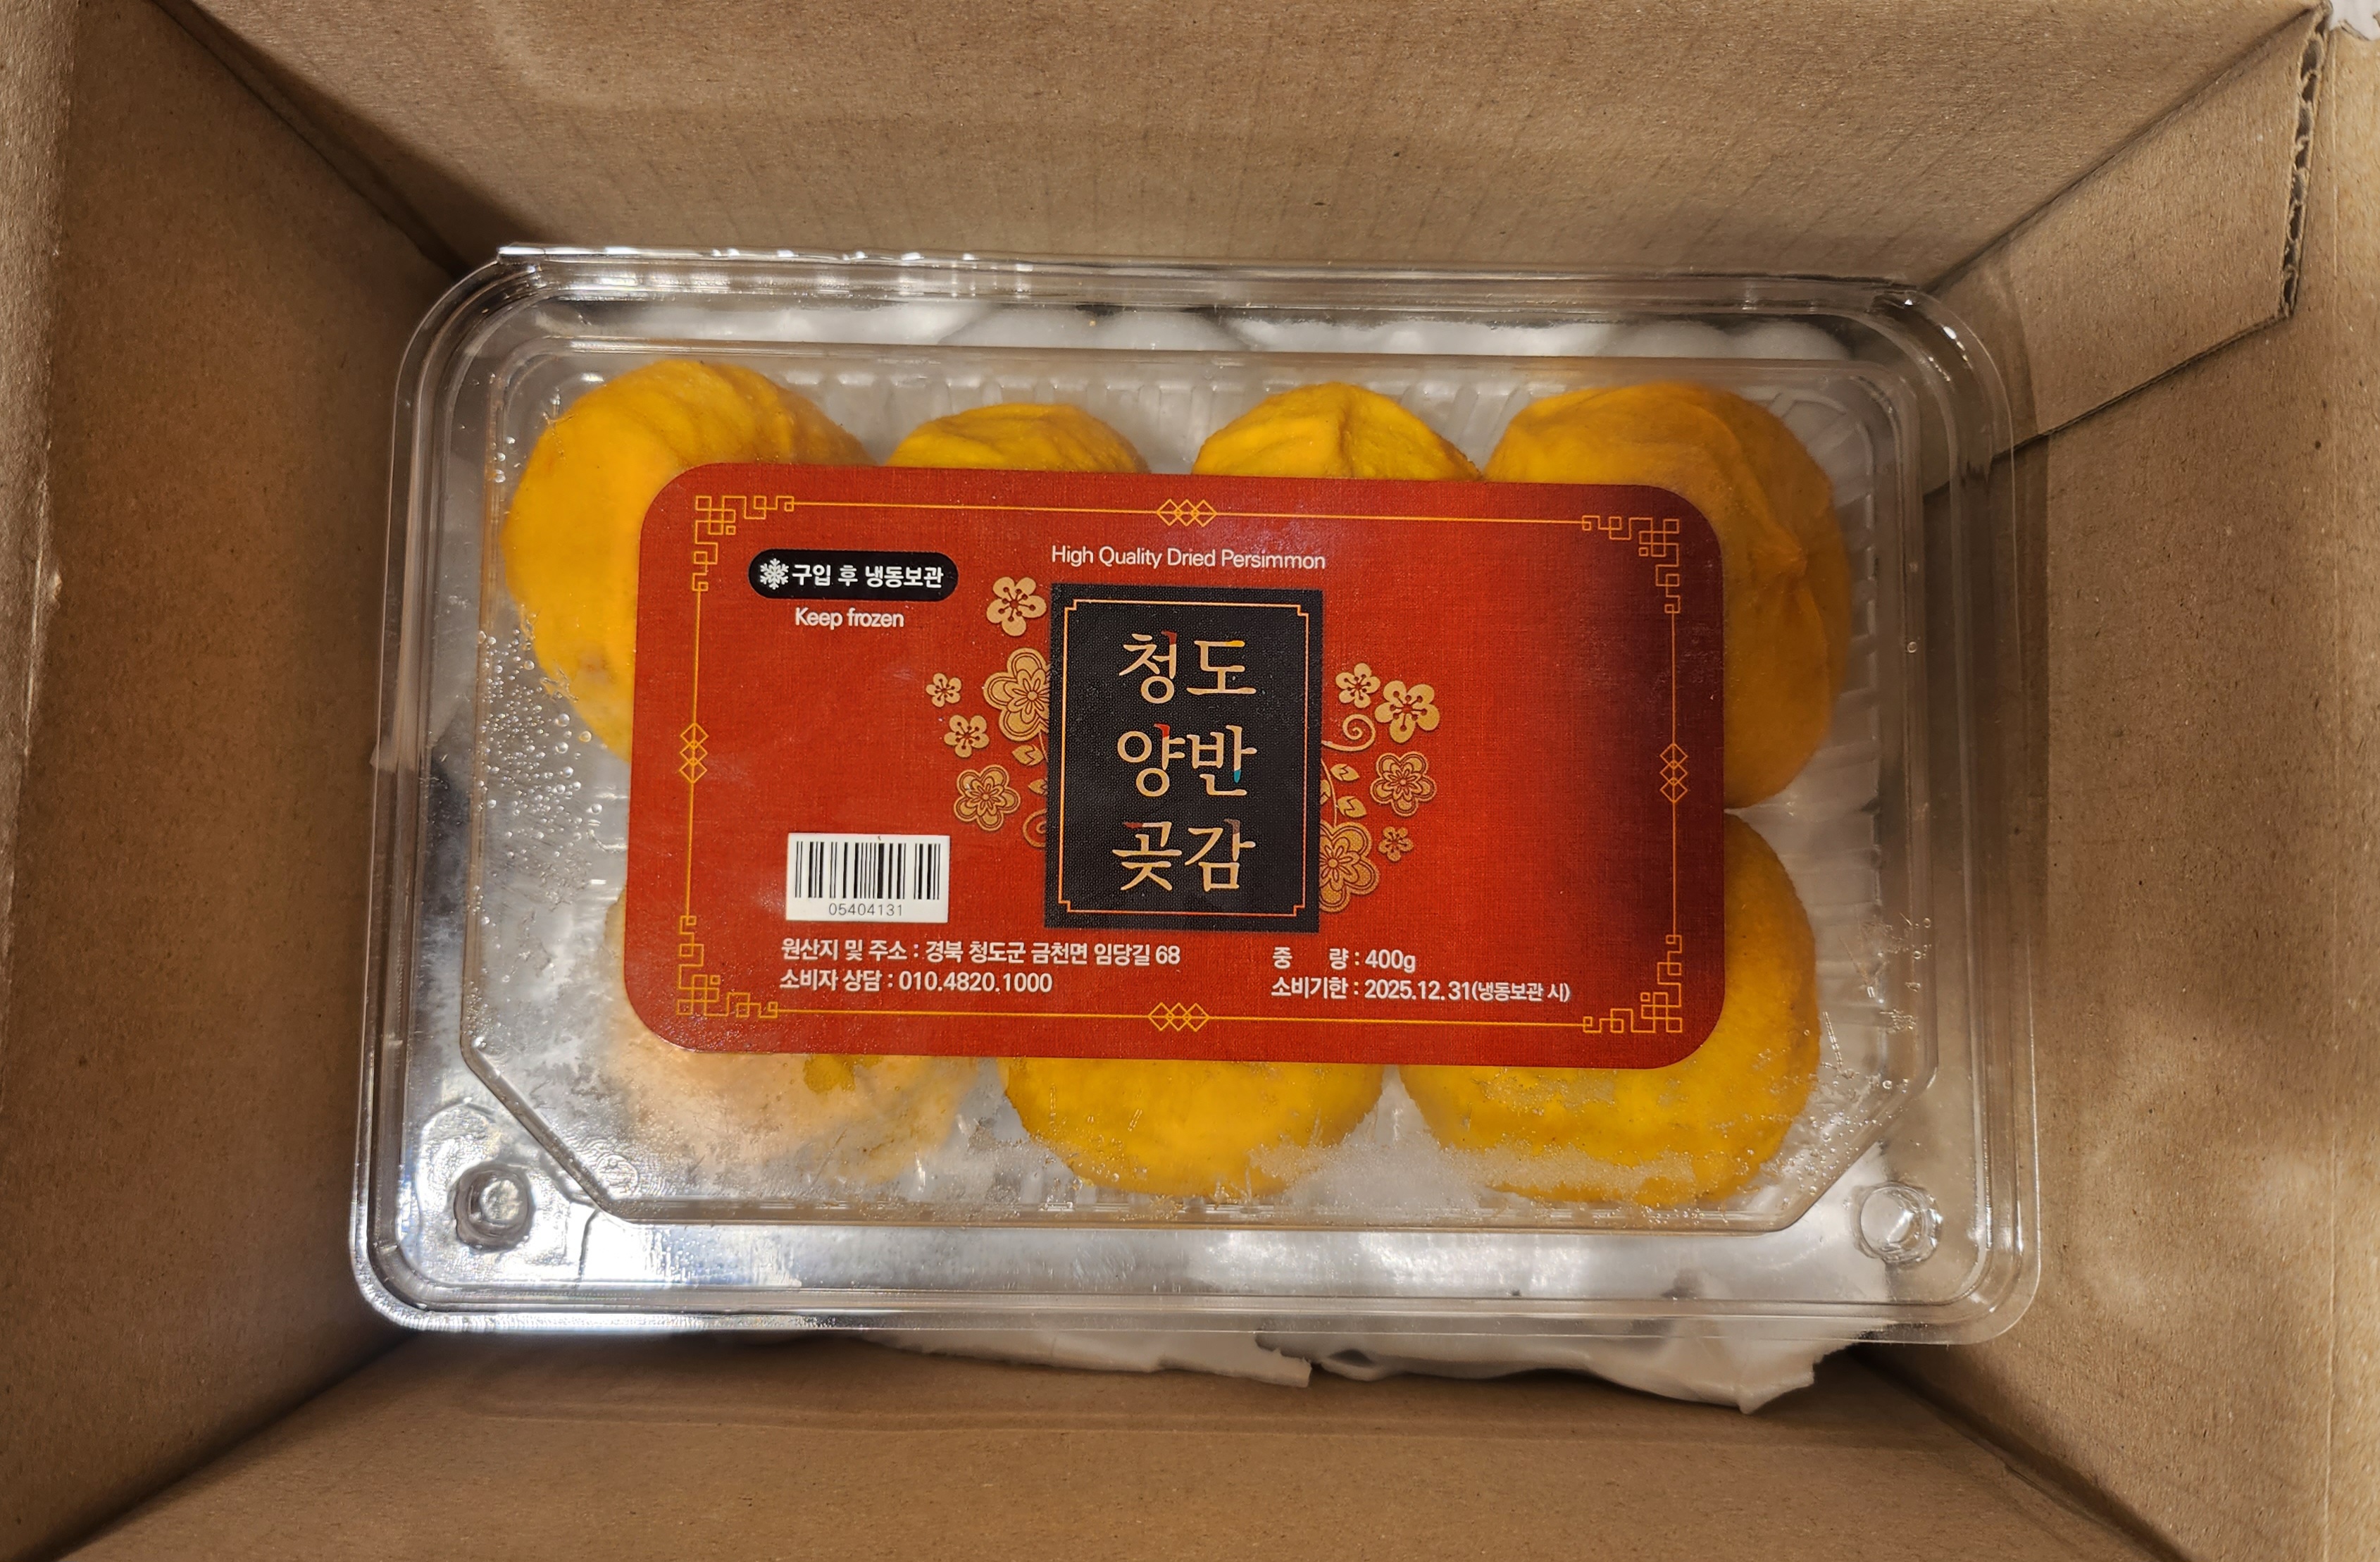 High Quality Dried Persimmon
구입 후 냉동보관
Keep frozen
청도
양반
곶감
05404131
원산지 및 주소 : 경북 청도군 금천면 임당길 68
소비자 상담 : 010.4820.1000
중 량 : 400g
소비기한 : 2025.12.31(냉동보관 시)